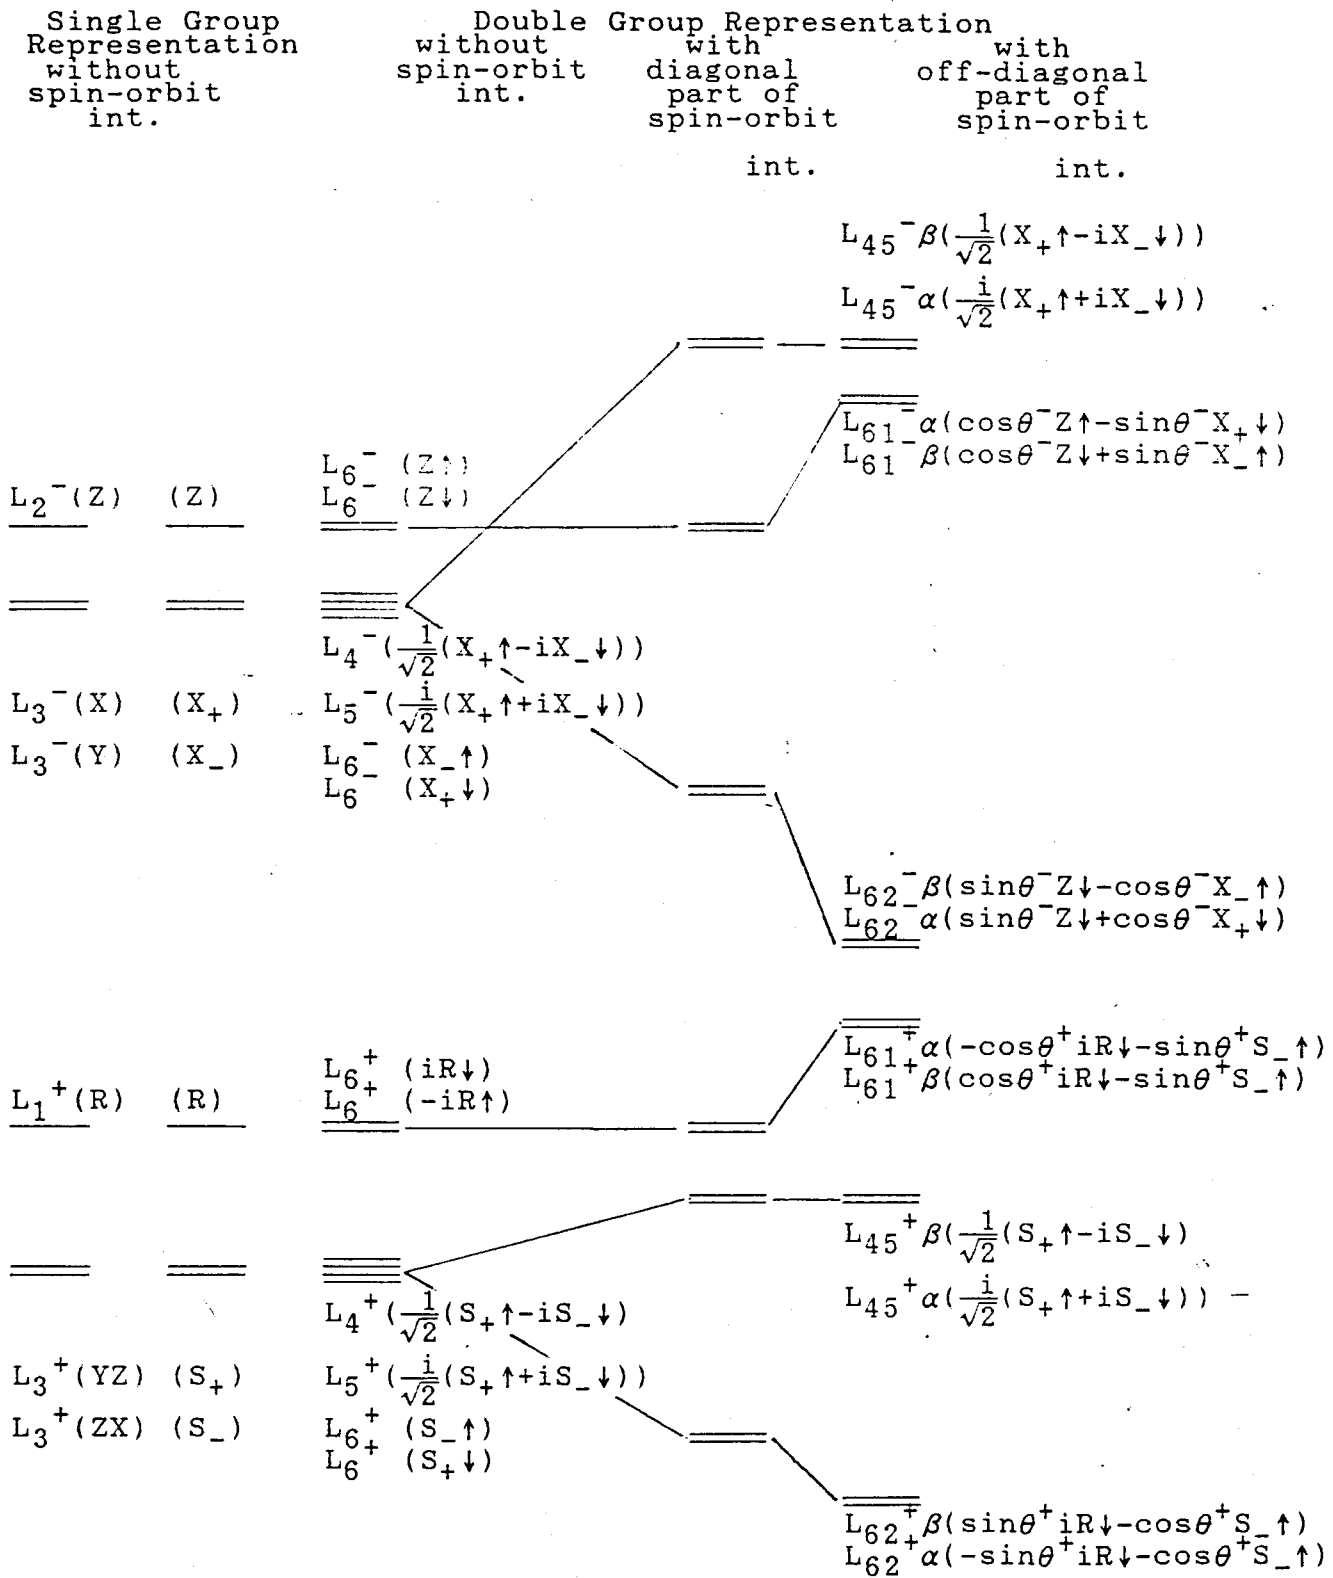 Single Group
Representation
without
spin-orbit
int.
Double Group Representation
without
spin-orbit
int.
with
diagonal
part of
spin-orbit
int.
with
off-diagonal
part of
spin-orbit
int.
L₄₅⁻β(1/√2(X₊↑-iX₋↓))
L₄₅⁻α(i/√2(X₊↑+iX₋↓))
L₆₁⁻α(cosθ⁻Z↑-sinθ⁻X₊↓)
L₆₁⁻β(cosθ⁻Z↓+sinθ⁻X₋↑)
L₆⁻ (Z↑)
L₂⁻(Z) (Z) L₆⁻ (Z↓)
L₄⁻(1/√2(X₊↑-iX₋↓))
L₃⁻(X) (X₊) L₅⁻(i/√2(X₊↑+iX₋↓))
L₃⁻(Y) (X₋) L₆⁻ (X₋↑)
L₆⁻ (X₊↓)
L₆₂⁻β(sinθ⁻Z↓-cosθ⁻X₋↑)
L₆₂⁻α(sinθ⁻Z↓+cosθ⁻X₊↓)
L₆₁⁺α(-cosθ⁺iR↓-sinθ⁺S₋↑)
L₆₁⁺β(cosθ⁺iR↓-sinθ⁺S₋↑)
L₆⁺ (iR↓)
L₁⁺(R) (R) L₆⁺ (-iR↑)
L₄₅⁺β(1/√2(S₊↑-iS₋↓)
L₄₅⁺α(i/√2(S₊↑+iS₋↓))
L₄⁺(1/√2(S₊↑-iS₋↓)
L₃⁺(YZ) (S₊) L₅⁺(i/√2(S₊↑+iS₋↓))
L₃⁺(ZX) (S₋) L₆⁺ (S₋↑)
L₆⁺ (S₊↓)
L₆₂⁺β(sinθ⁺iR↓-cosθ⁺S₋↑)
L₆₂⁺α(-sinθ⁺iR↓-cosθ⁺S₋↑)